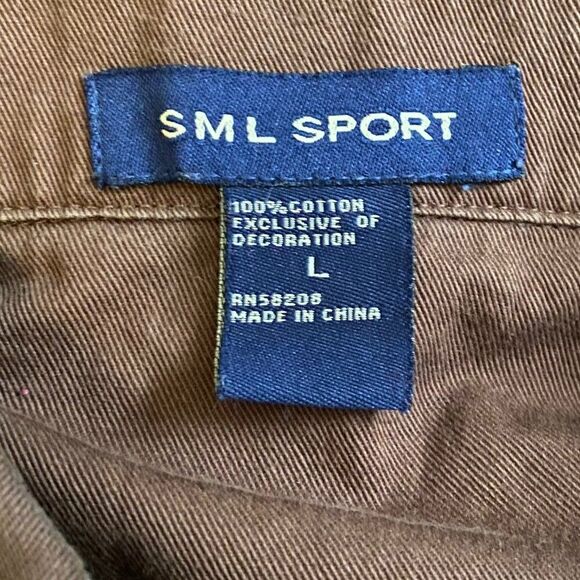 SML SPORT
100% COTTON
EXCLUSIVE OF
DECORATION
L
RN58208
MADE IN CHINA